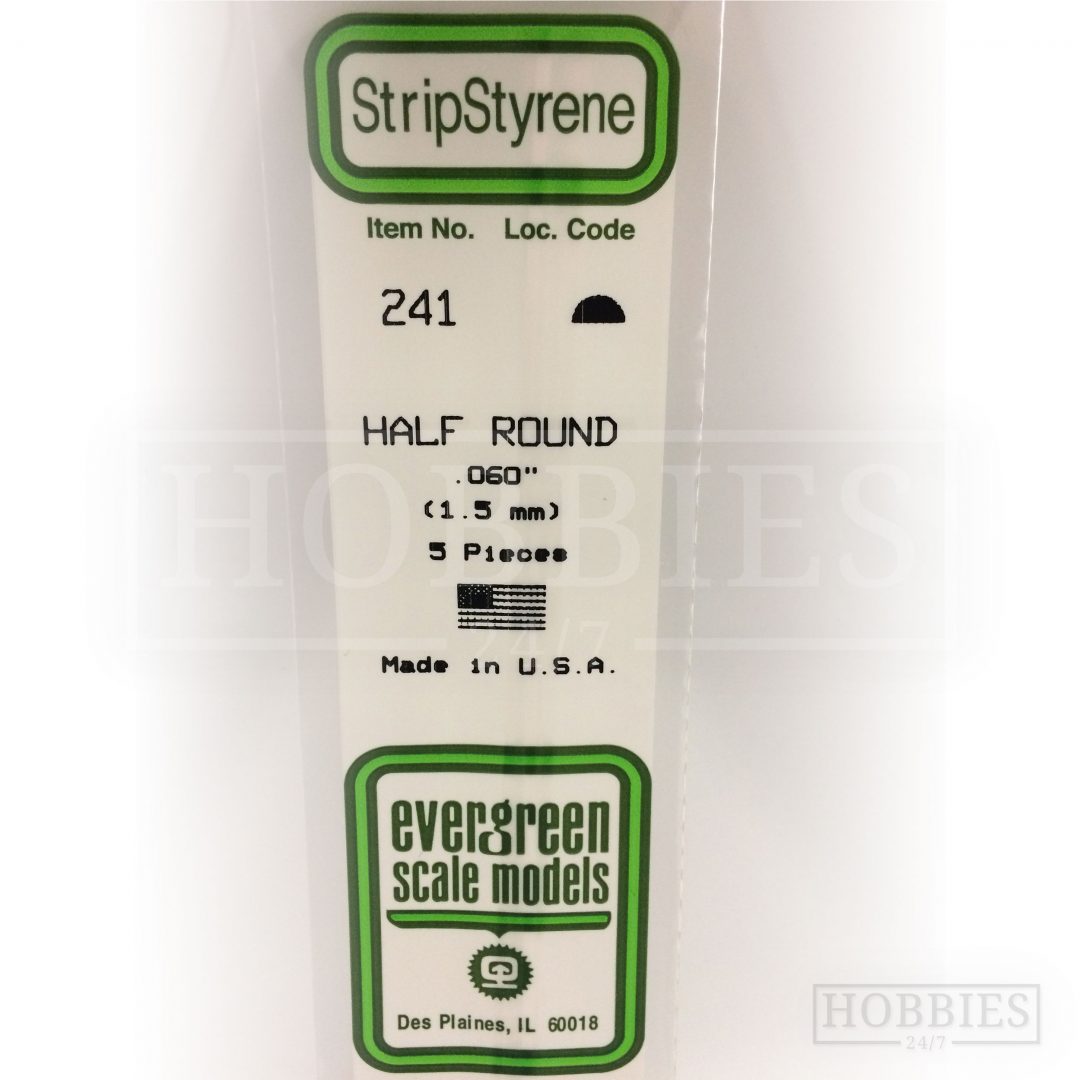 StripStyrene
Item No. Loc. Code
241
HALF ROUND
.060"
(1.5 mm)
5 Pieces
Made in U.S.A.
evergreen
scale models
Des Plaines, IL 60018
HOBBIES
24/7
HOBBIES
24/7